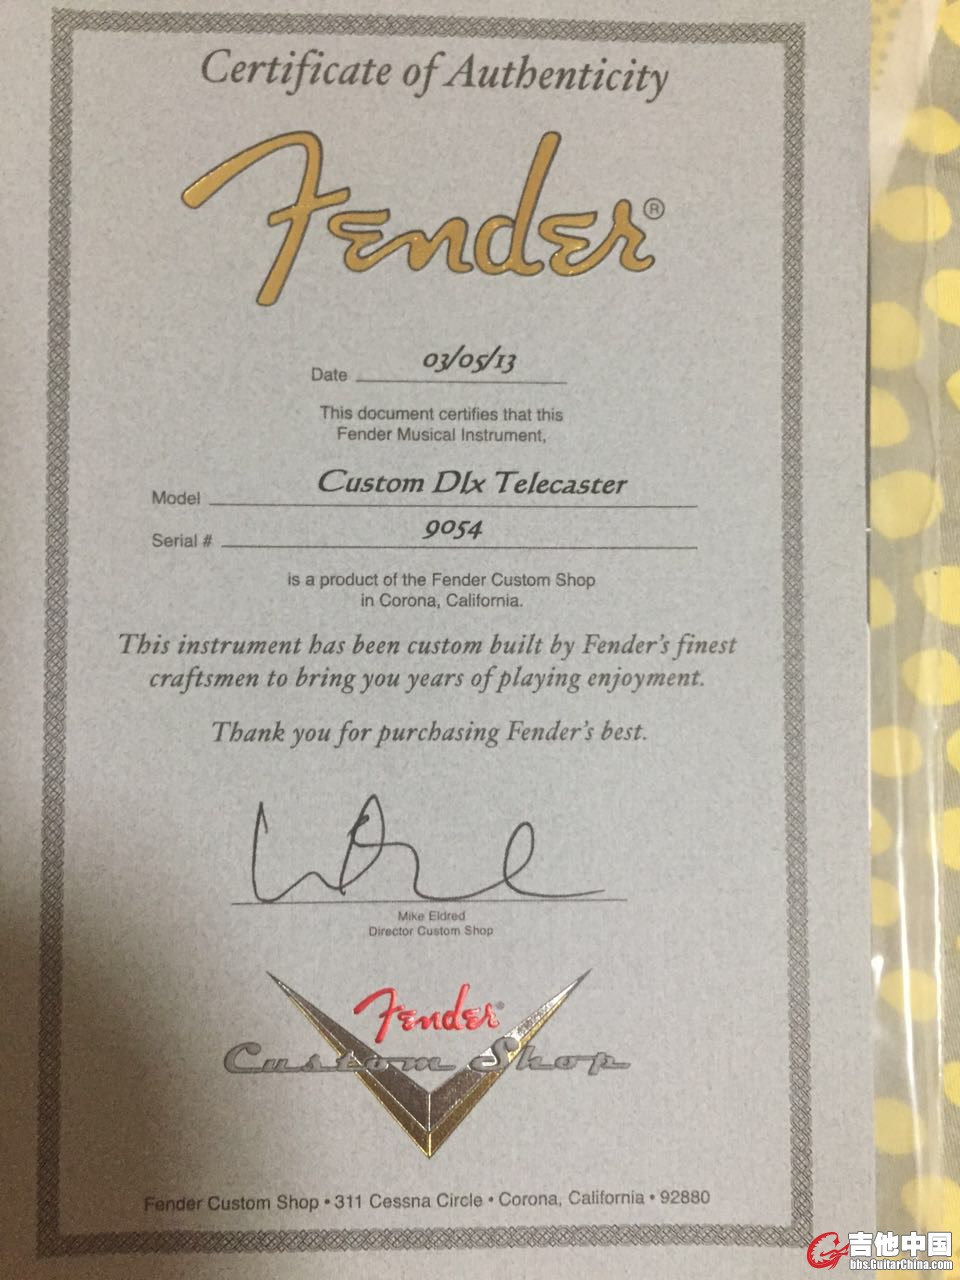 Certificate of Authenticity
Fender®
Date 03/05/13
This document certifies that this
Fender Musical Instrument,
Model Custom Dlx Telecaster
Serial # 9054
is a product of the Fender Custom Shop
in Corona, California.
This instrument has been custom built by Fender's finest
craftsmen to bring you years of playing enjoyment.
Thank you for purchasing Fender's best.
Mike Eldred
Director Custom Shop
Fender®
Custom Shop
Fender Custom Shop • 311 Cessna Circle • Corona, California • 92880
吉他中国
bbs.GuitarChina.com